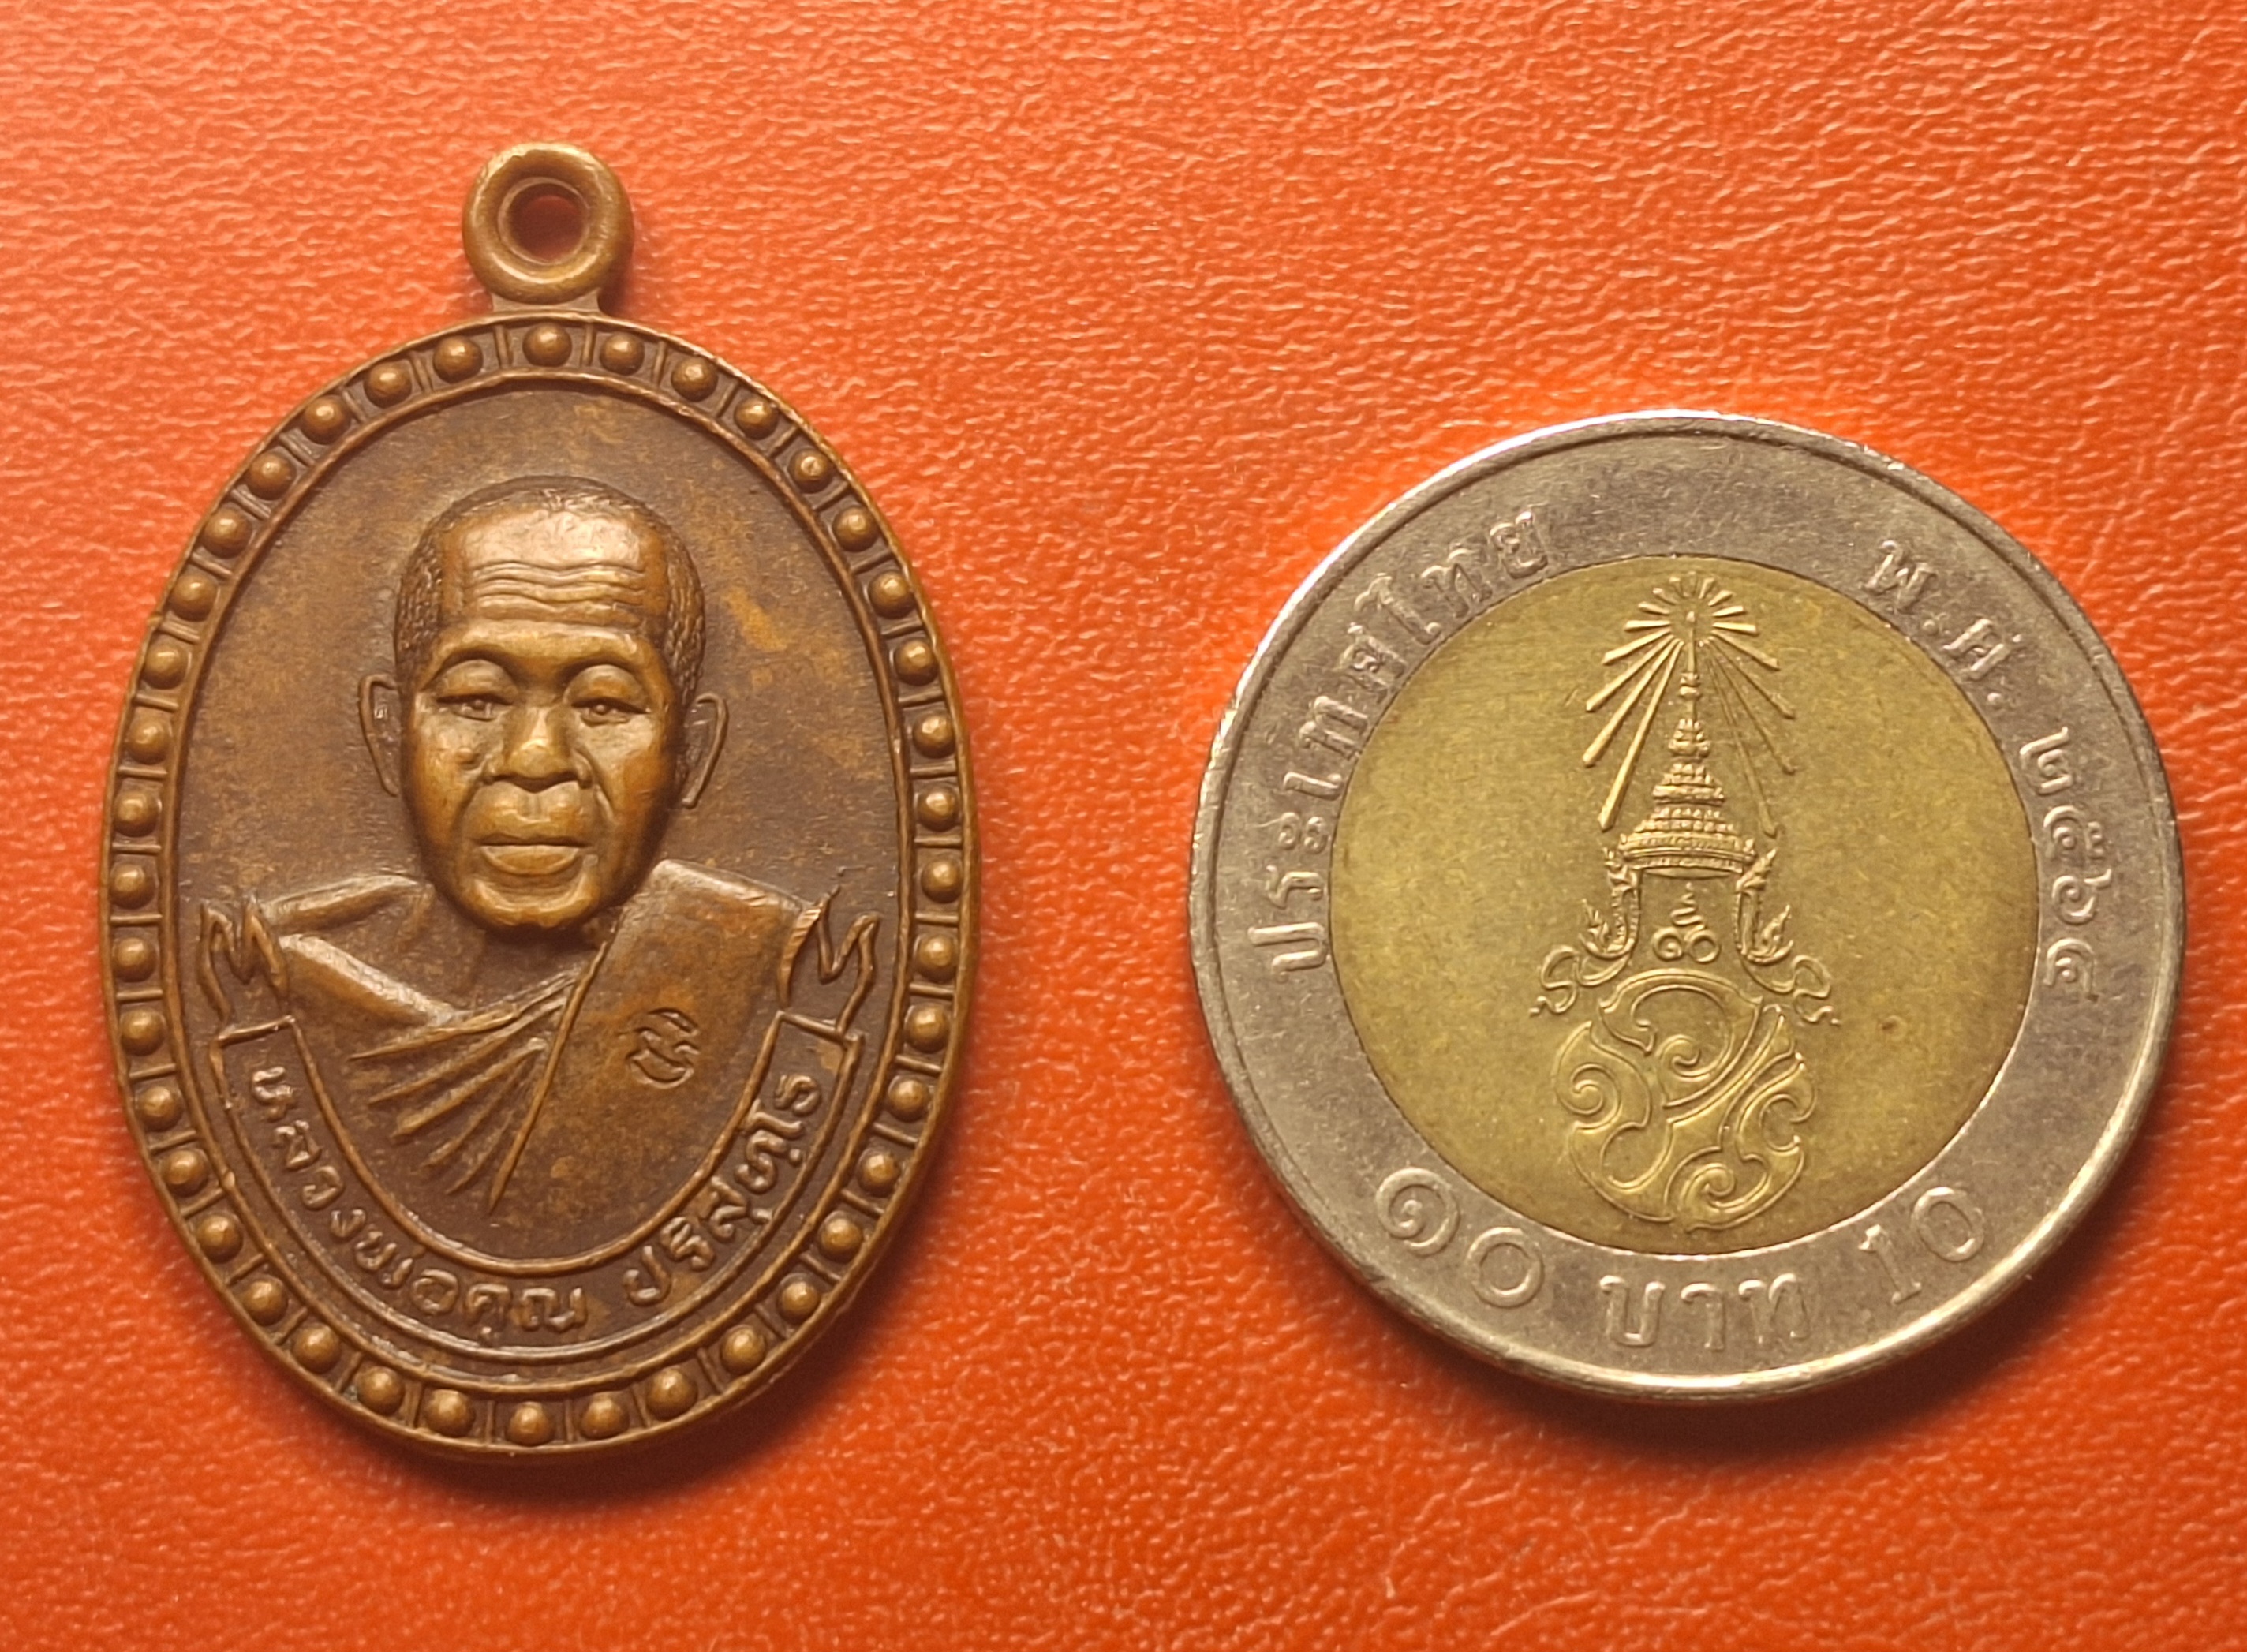 หลวงพ่อคูณ ปริสุทฺโธ
ประเทศไทย พ.ศ. ๒๕๖๔
๑๐ บาท 10